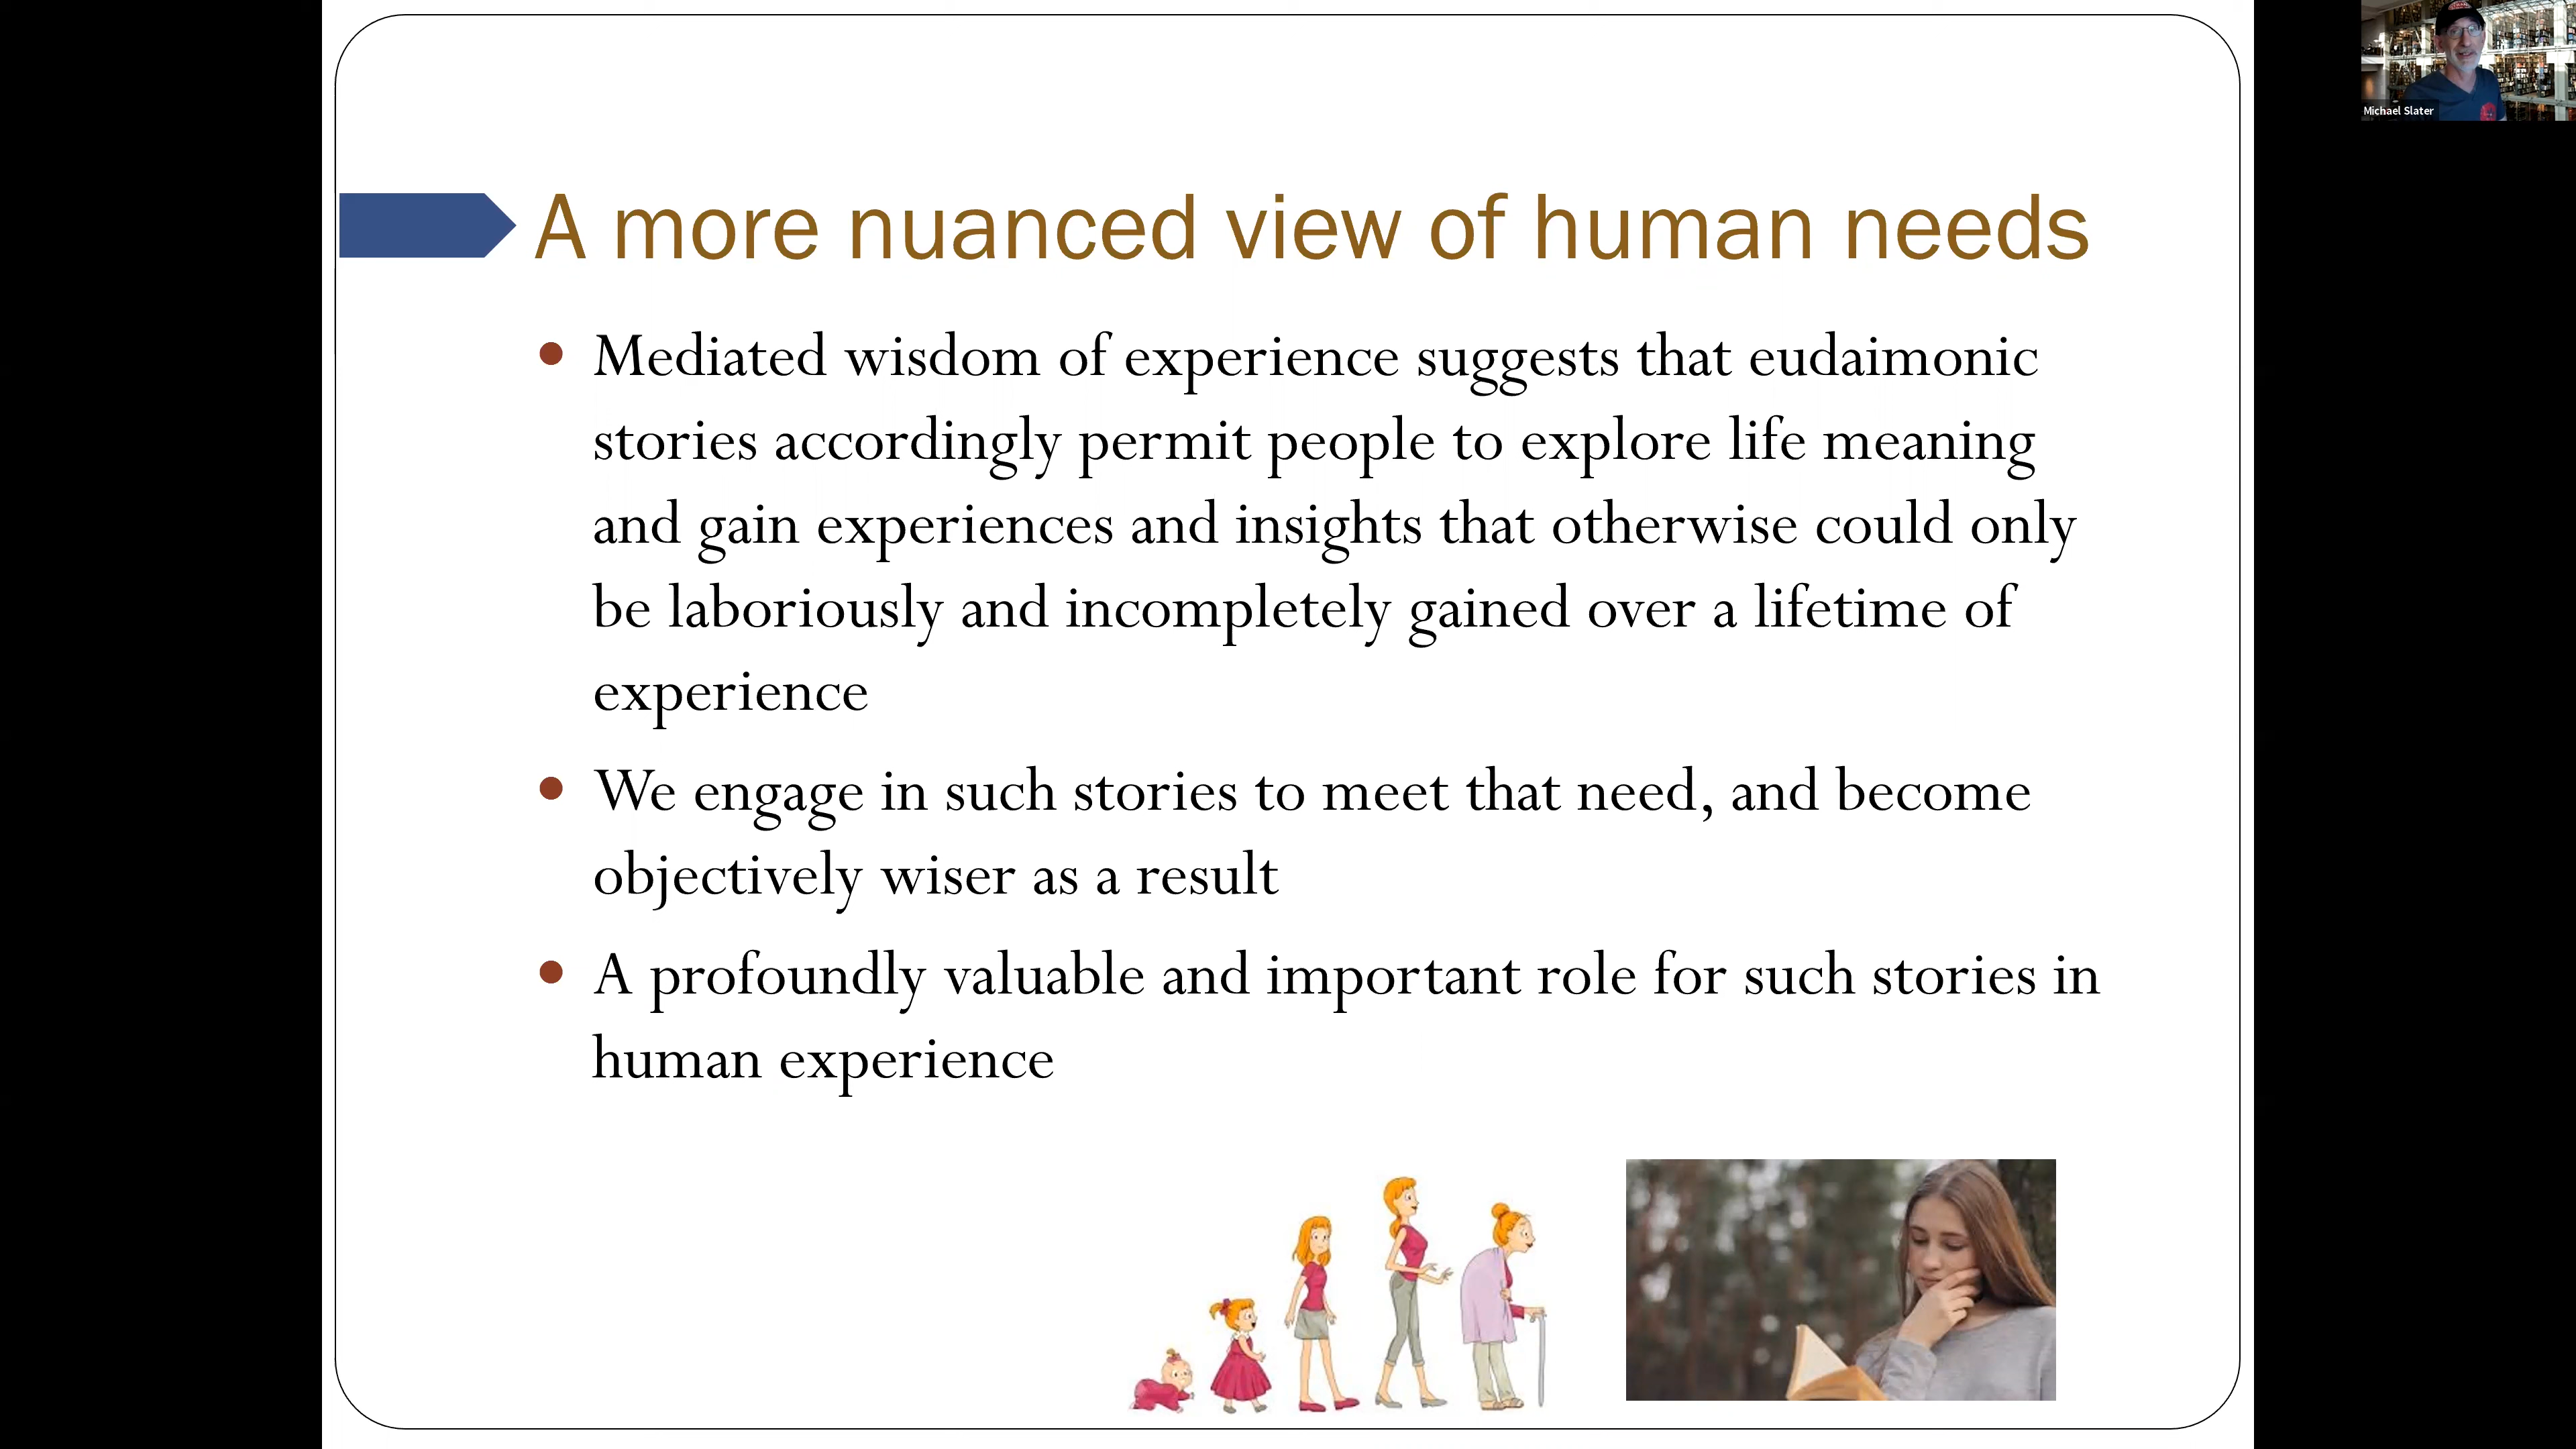 Michael Slater
A more nuanced view of human needs
• Mediated wisdom of experience suggests that eudaimonic
stories accordingly permit people to explore life meaning
and gain experiences and insights that otherwise could only
be laboriously and incompletely gained over a lifetime of
experience
• We engage in such stories to meet that need, and become
objectively wiser as a result
• A profoundly valuable and important role for such stories in
human experience